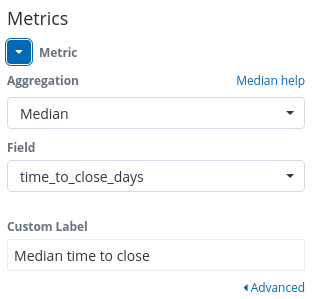 Metrics
Metric
Aggregation Median help
Median
Field
time_to_close_days
Custom Label
Median time to close
Advanced